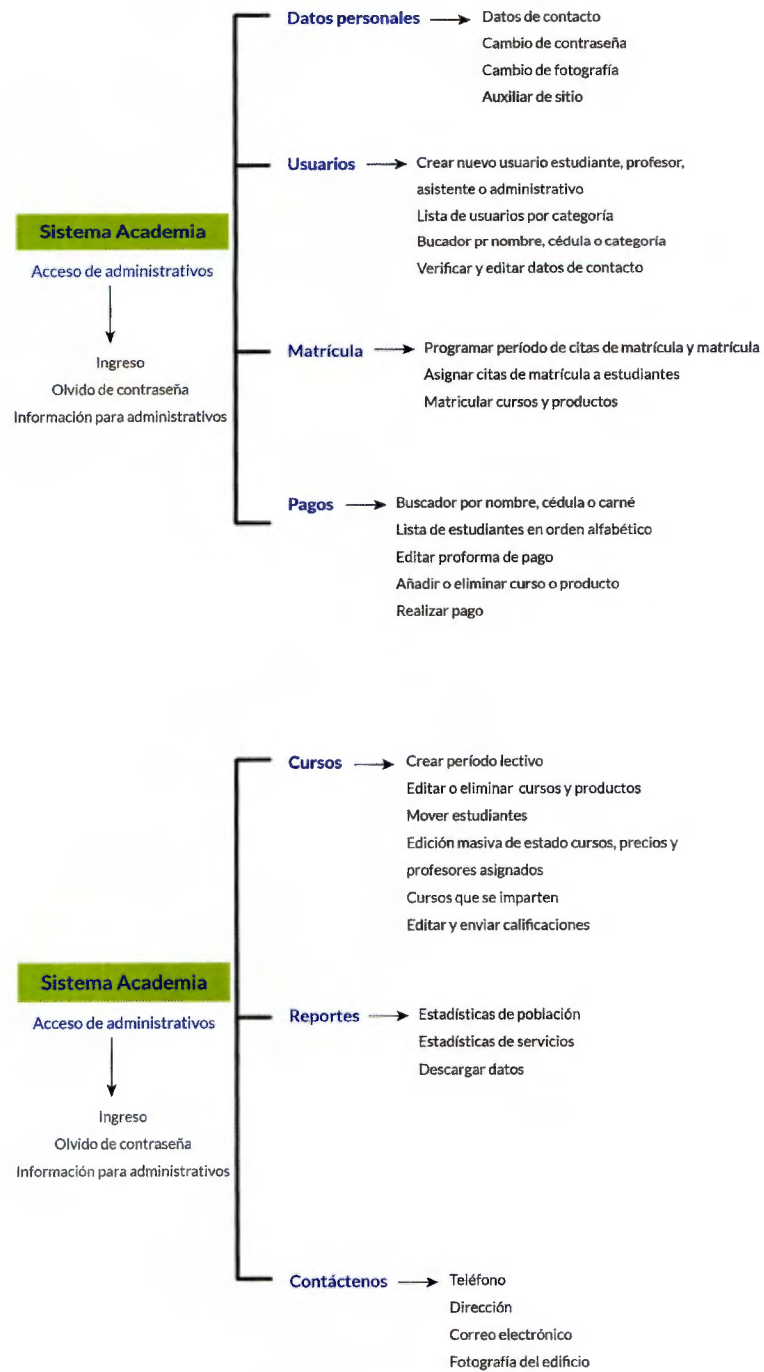 Datos personales
Datos de contacto
Cambio de contraseña
Cambio de fotografía
Auxiliar de sitio
Usuarios
Crear nuevo usuario estudiante, profesor,
asistente o administrativo
Lista de usuarios por categoría
Bucador pr nombre, cédula o categoría
Verificar y editar datos de contacto
Sistema Academia
Acceso de administrativos
Ingreso
Olvido de contraseña
Información para administrativos
Matrícula
Programar período de citas de matrícula y matrícula
Asignar citas de matrícula a estudiantes
Matricular cursos y productos
Pagos
Buscador por nombre, cédula o carné
Lista de estudiantes en orden alfabético
Editar proforma de pago
Añadir o eliminar curso o producto
Realizar pago
Cursos
Crear período lectivo
Editar o eliminar cursos y productos
Mover estudiantes
Edición masiva de estado cursos, precios y
profesores asignados
Cursos que se imparten
Editar y enviar calificaciones
Sistema Academia
Acceso de administrativos
Ingreso
Olvido de contraseña
Información para administrativos
Reportes
Estadísticas de población
Estadísticas de servicios
Descargar datos
Contáctenos
Teléfono
Dirección
Correo electrónico
Fotografía del edificio